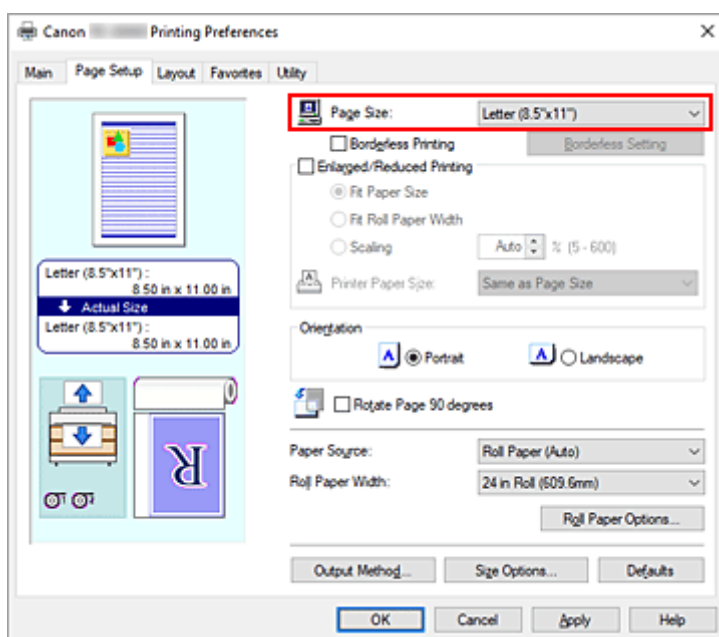 Canon Printing Preferences
Main Page Setup Layout Favorites Utility
Page Size: Letter (8.5"x11")
Borderless Printing Borderless Setting
Enlarged/Reduced Printing
Fit Paper Size
Fit Roll Paper Width
Scaling Auto % (5 - 600)
Printer Paper Size: Same as Page Size
Letter (8.5"x11") :
8.50 in x 11.00 in
Actual Size
Letter (8.5"x11") :
8.50 in x 11.00 in
Orientation
A Portrait A Landscape
Rotate Page 90 degrees
Paper Source: Roll Paper (Auto)
Roll Paper Width: 24 in Roll (609.6mm)
R
Roll Paper Options...
Output Method... Size Options... Defaults
OK Cancel Apply Help